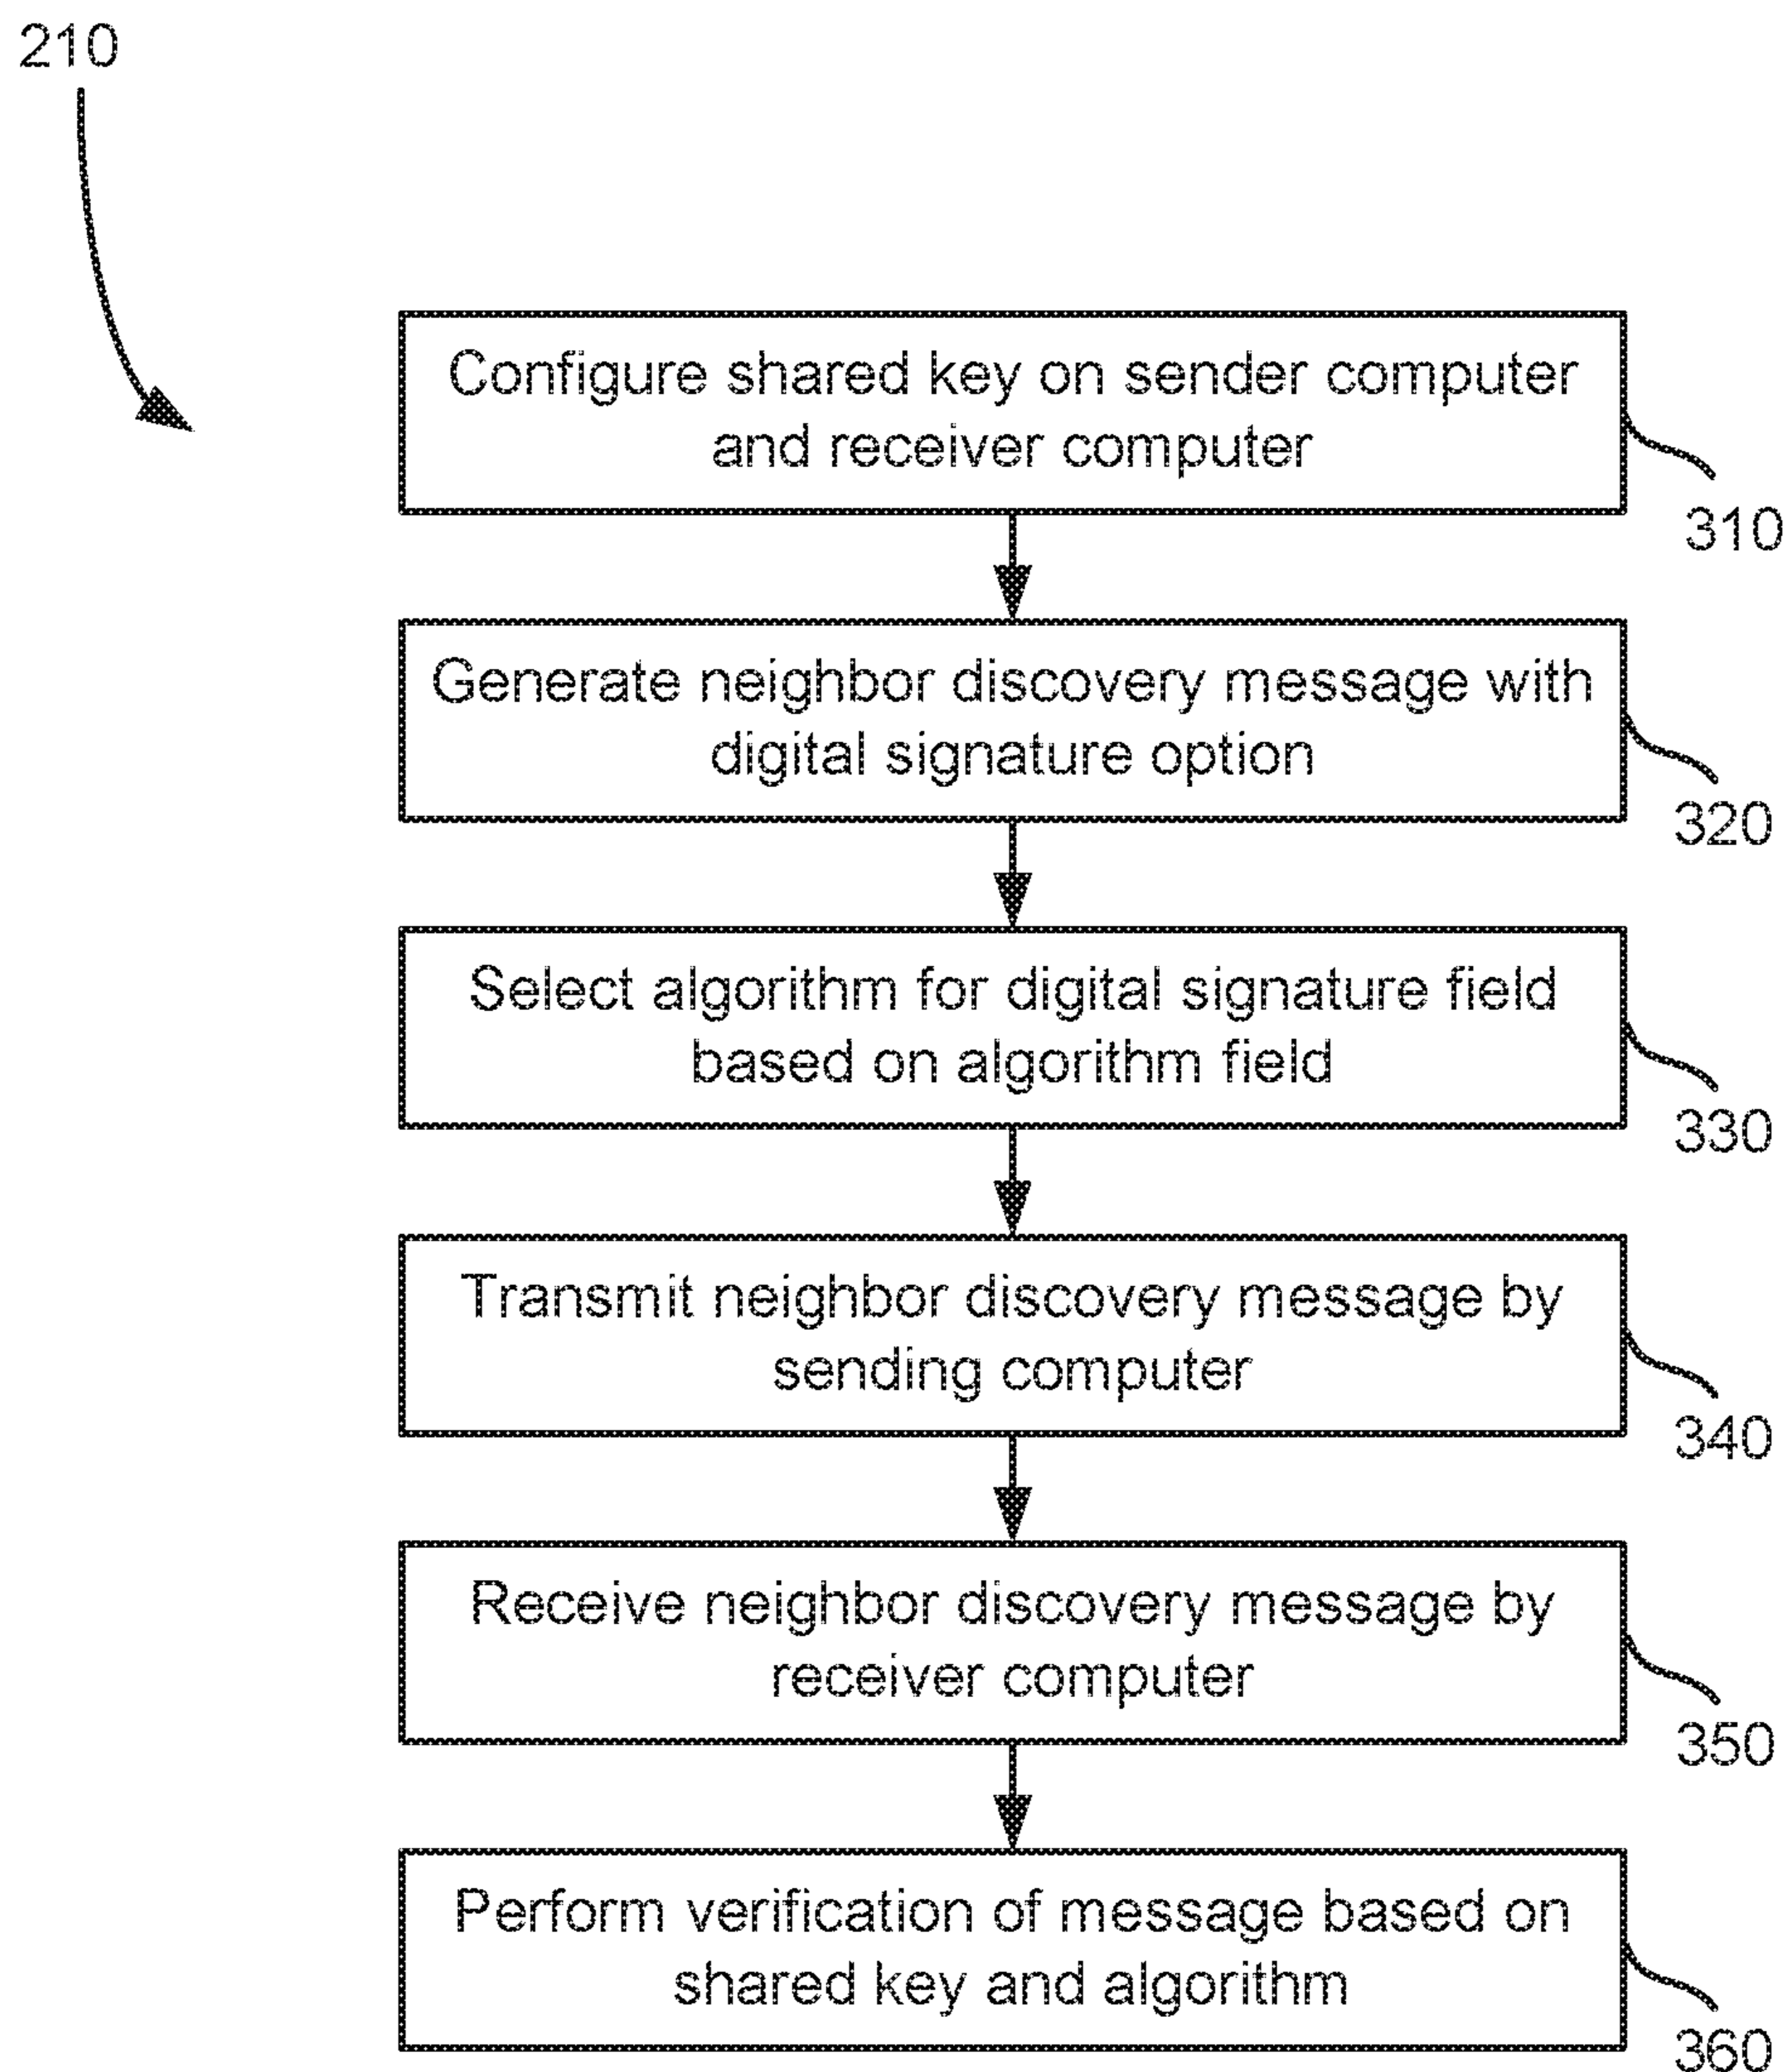 210
Configure shared key on sender computer
and receiver computer
310
Generate neighbor discovery message with
digital signature option
320
Select algorithm for digital signature field
based on algorithm field
330
Transmit neighbor discovery message by
sending computer
340
Receive neighbor discovery message by
receiver computer
350
Perform verification of message based on
shared key and algorithm
360